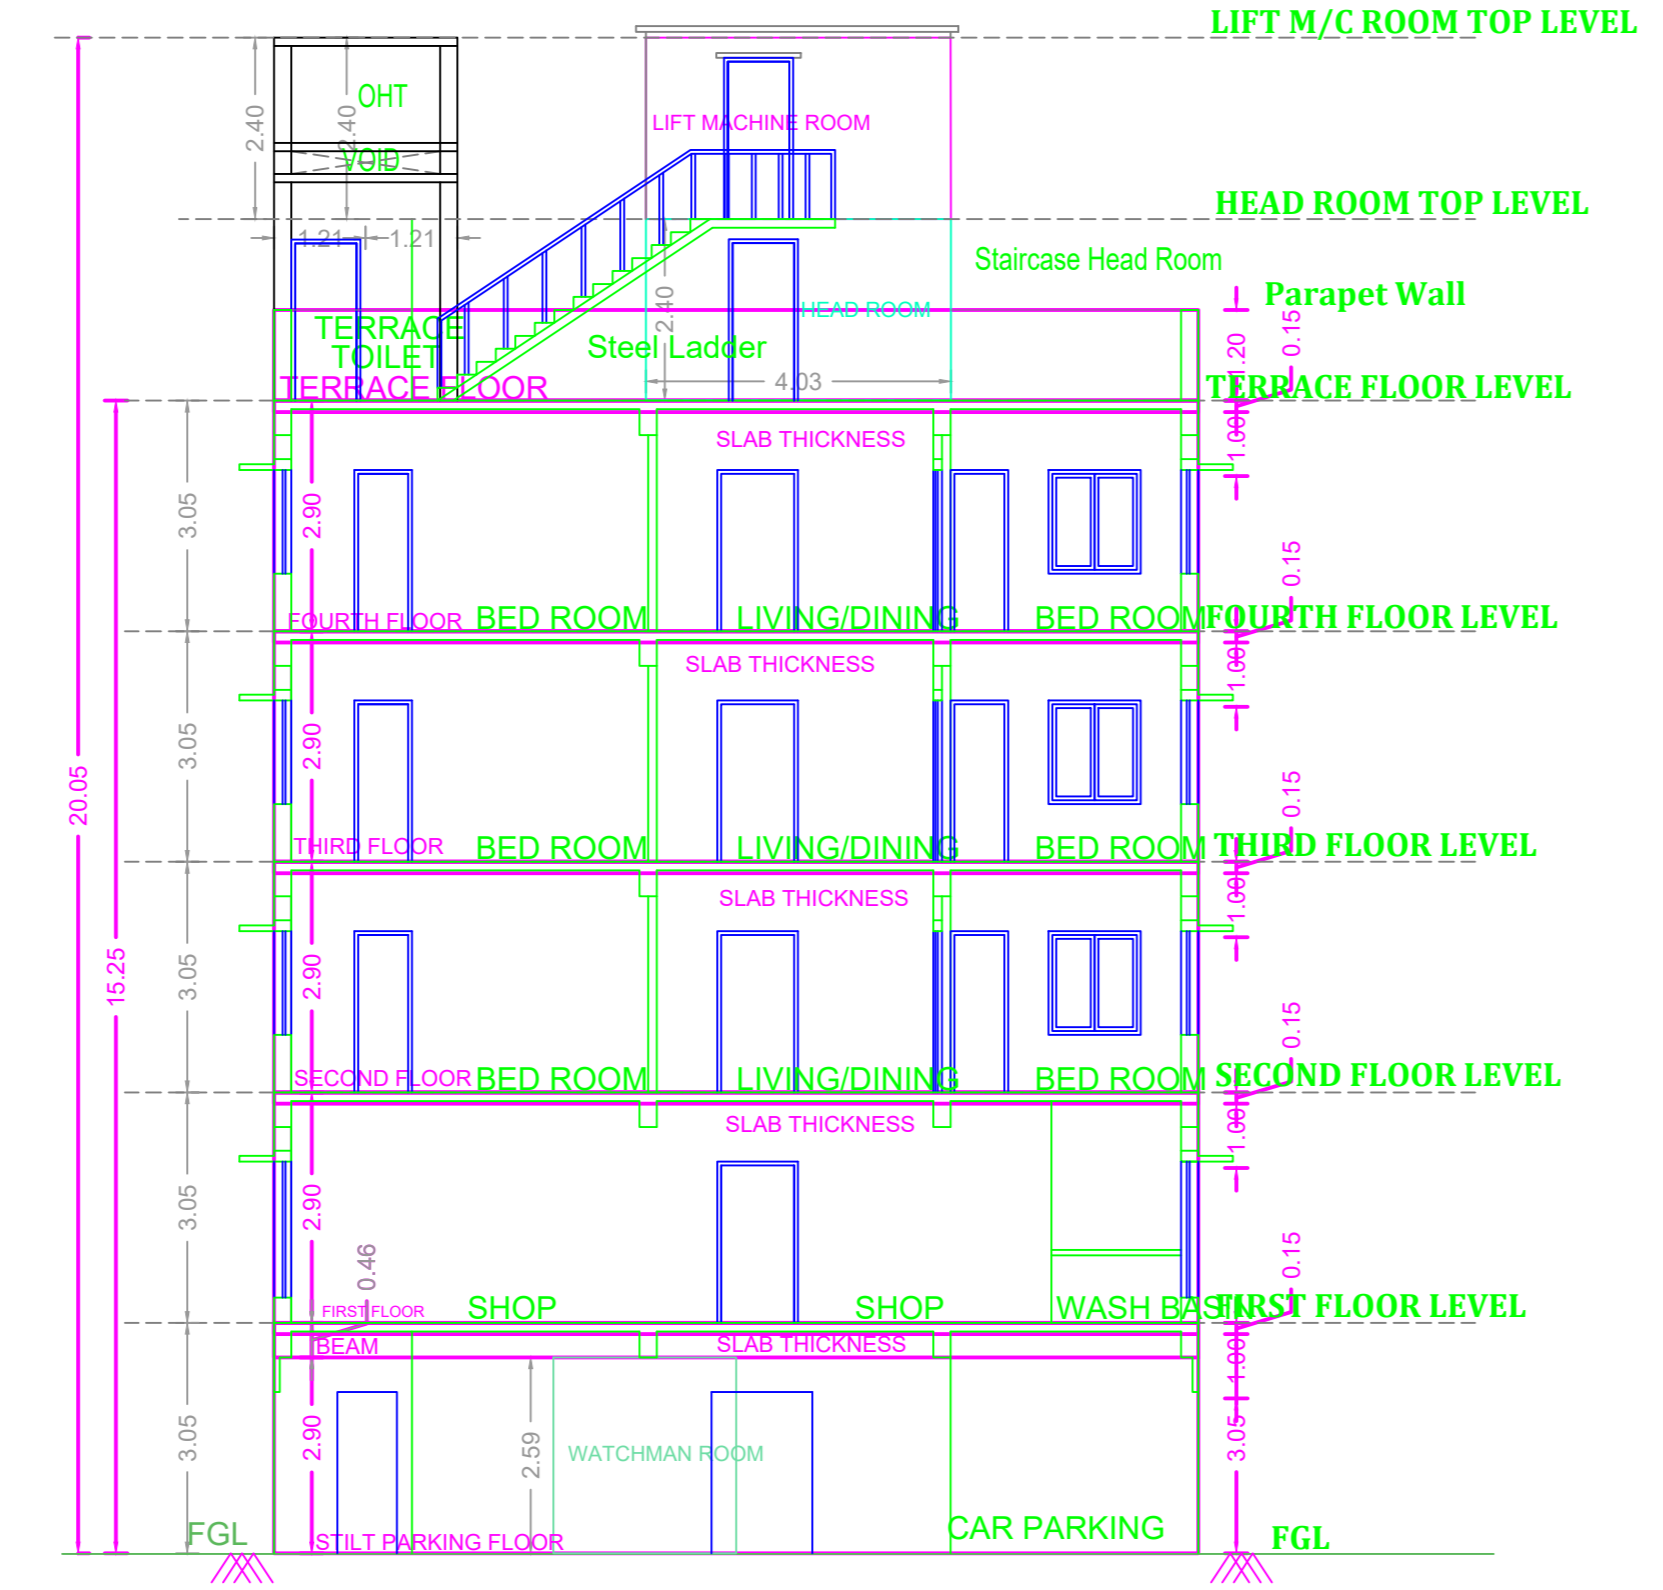 LIFT M/C ROOM TOP LEVEL
OHT
2.40
2.40
LIFT MACHINE ROOM
VOID
HEAD ROOM TOP LEVEL
1.21
1.21
Staircase Head Room
Parapet Wall
HEAD ROOM
2.40
0.15
TERRACE
TOILET
Steel Ladder
1.20
TERRACE FLOOR
4.03
TERRACE FLOOR LEVEL
SLAB THICKNESS
1.00
3.05
2.90
0.15
FOURTH FLOOR
BED ROOM
LIVING/DINING
BED ROOM
FOURTH FLOOR LEVEL
SLAB THICKNESS
1.00
3.05
2.90
20.05
0.15
THIRD FLOOR
BED ROOM
LIVING/DINING
BED ROOM
THIRD FLOOR LEVEL
SLAB THICKNESS
1.00
15.25
3.05
2.90
0.15
SECOND FLOOR
BED ROOM
LIVING/DINING
BED ROOM
SECOND FLOOR LEVEL
SLAB THICKNESS
1.00
3.05
2.90
0.46
0.15
FIRST FLOOR
SHOP
SHOP
WASH BASIN
FIRST FLOOR LEVEL
BEAM
SLAB THICKNESS
1.00
3.05
2.90
2.59
WATCHMAN ROOM
3.05
FGL
STILT PARKING FLOOR
CAR PARKING
FGL